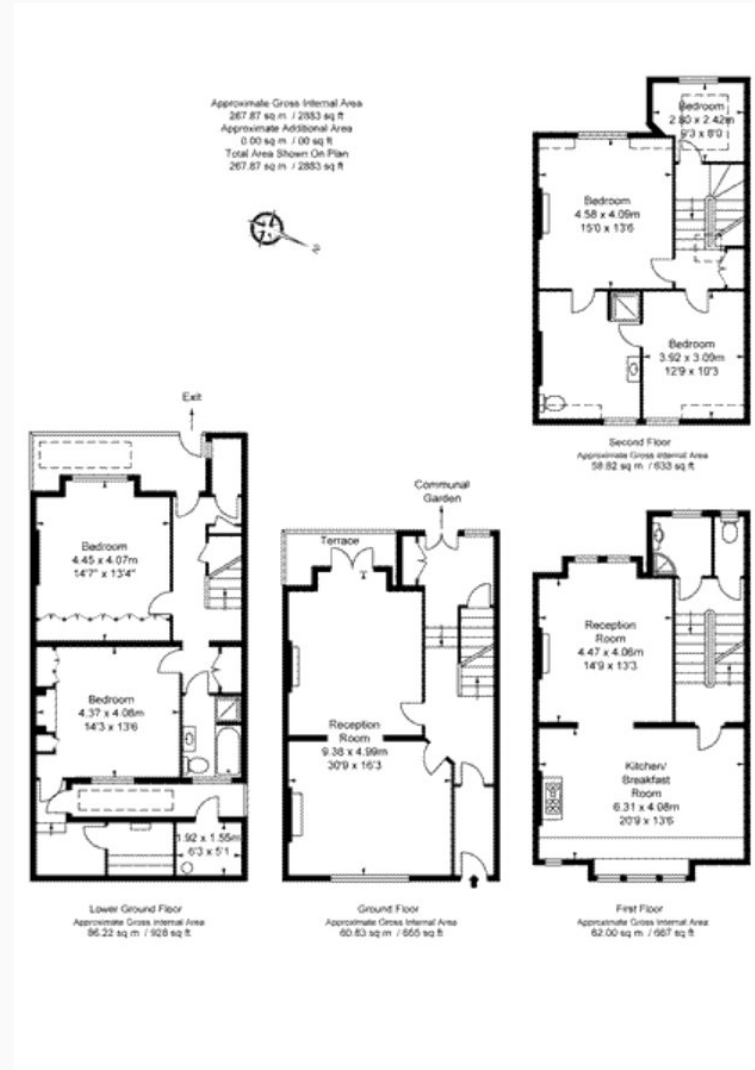 Approximate Gross Internal Area
267.87 sq m / 2883 sq ft
Approximate Additional Area
0.00 sq m / 00 sq ft
Total Area Shown On Plan
267.87 sq m / 2883 sq ft
N
Bedroom
2.80 x 2.42m
9'3 x 8'0
Bedroom
4.58 x 4.09m
15'0 x 13'6
Bedroom
3.92 x 3.09m
12'9 x 10'3
Second Floor
Approximate Gross Internal Area
58.82 sq m / 633 sq ft
Exit
Bedroom
4.45 x 4.07m
14'7" x 13'4"
Bedroom
4.37 x 4.08m
14'3 x 13'6
1.92 x 1.55m
6'3 x 5'1
Lower Ground Floor
Approximate Gross Internal Area
86.22 sq m / 928 sq ft
Communal
Garden
Terrace
Reception
Room
9.38 x 4.99m
30'9 x 16'3
Ground Floor
Approximate Gross Internal Area
60.83 sq m / 655 sq ft
Reception
Room
4.47 x 4.06m
14'9 x 13'3
Kitchen/
Breakfast
Room
6.31 x 4.08m
20'9 x 13'6
First Floor
Approximate Gross Internal Area
62.00 sq m / 667 sq ft